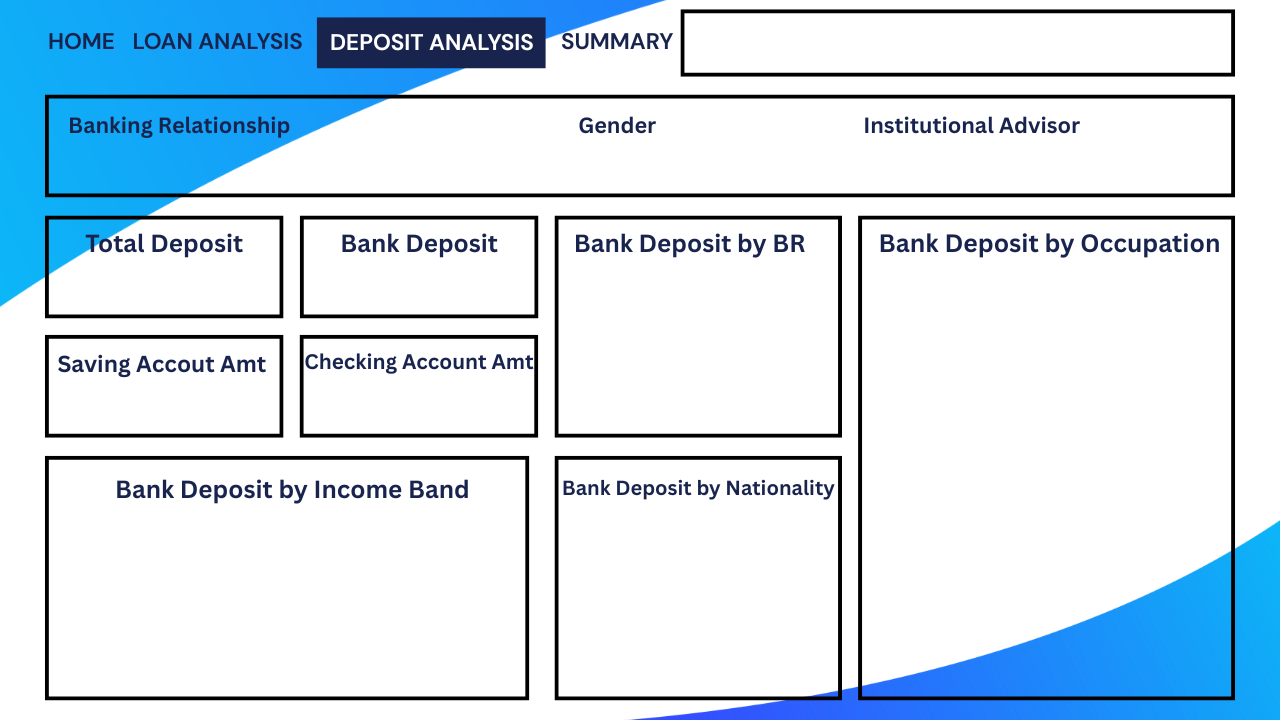 HOME LOAN ANALYSIS DEPOSIT ANALYSIS SUMMARY
Banking Relationship Gender Institutional Advisor
Total Deposit Bank Deposit Bank Deposit by BR Bank Deposit by Occupation
Saving Accout Amt Checking Account Amt
Bank Deposit by Income Band Bank Deposit by Nationality